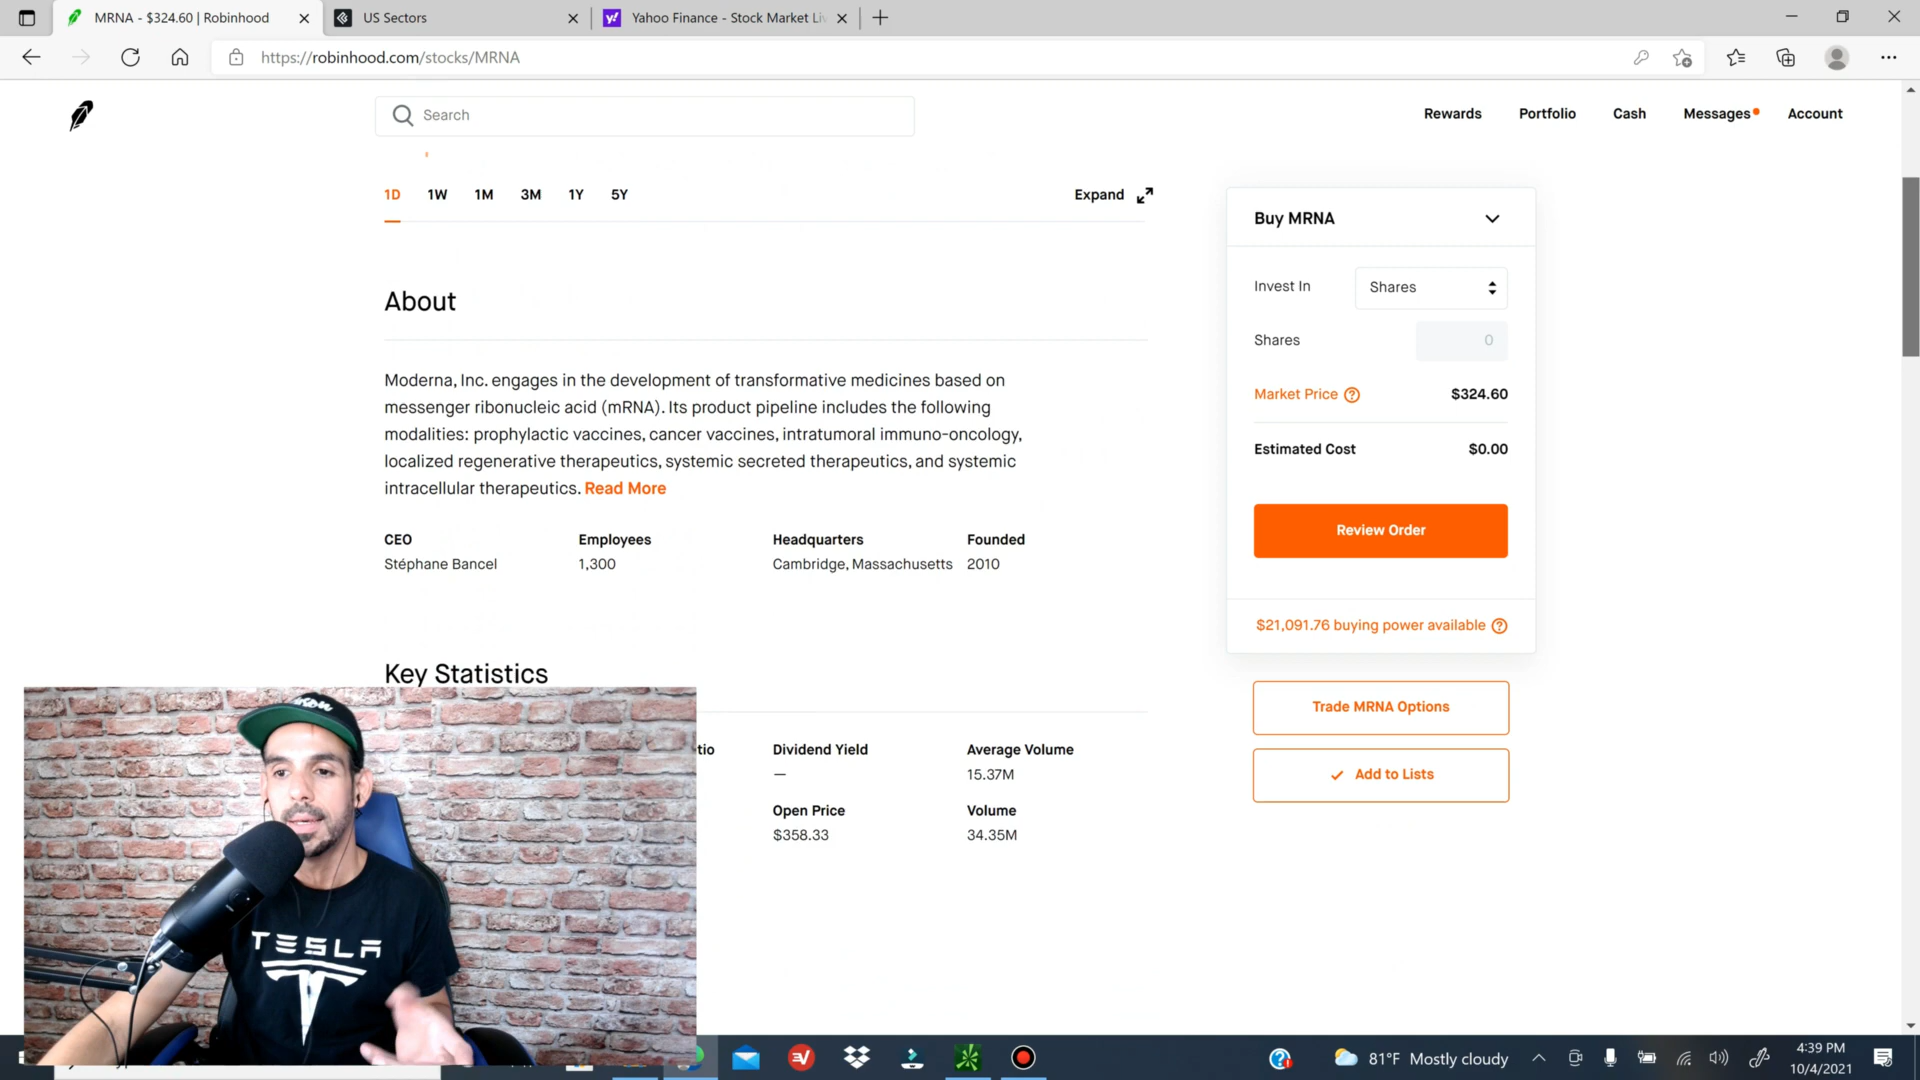 MRNA - $324.60 | Robinhood
US Sectors
Yahoo Finance - Stock Market Liv
https://robinhood.com/stocks/MRNA
Search
Rewards
Portfolio
Cash
Messages
Account
1D 1W 1M 3M 1Y 5Y
Expand
Buy MRNA
Invest In
Shares
Shares
0
Market Price
$324.60
Estimated Cost
$0.00
Review Order
$21,091.76 buying power available
Trade MRNA Options
Add to Lists
About
Moderna, Inc. engages in the development of transformative medicines based on
messenger ribonucleic acid (mRNA). Its product pipeline includes the following
modalities: prophylactic vaccines, cancer vaccines, intratumoral immuno-oncology,
localized regenerative therapeutics, systemic secreted therapeutics, and systemic
intracellular therapeutics. Read More
CEO Employees Headquarters Founded
Stéphane Bancel 1,300 Cambridge, Massachusetts 2010
Key Statistics
tio Dividend Yield Average Volume
— 15.37M
Open Price Volume
$358.33 34.35M
TESLA
81°F Mostly cloudy
4:39 PM
10/4/2021